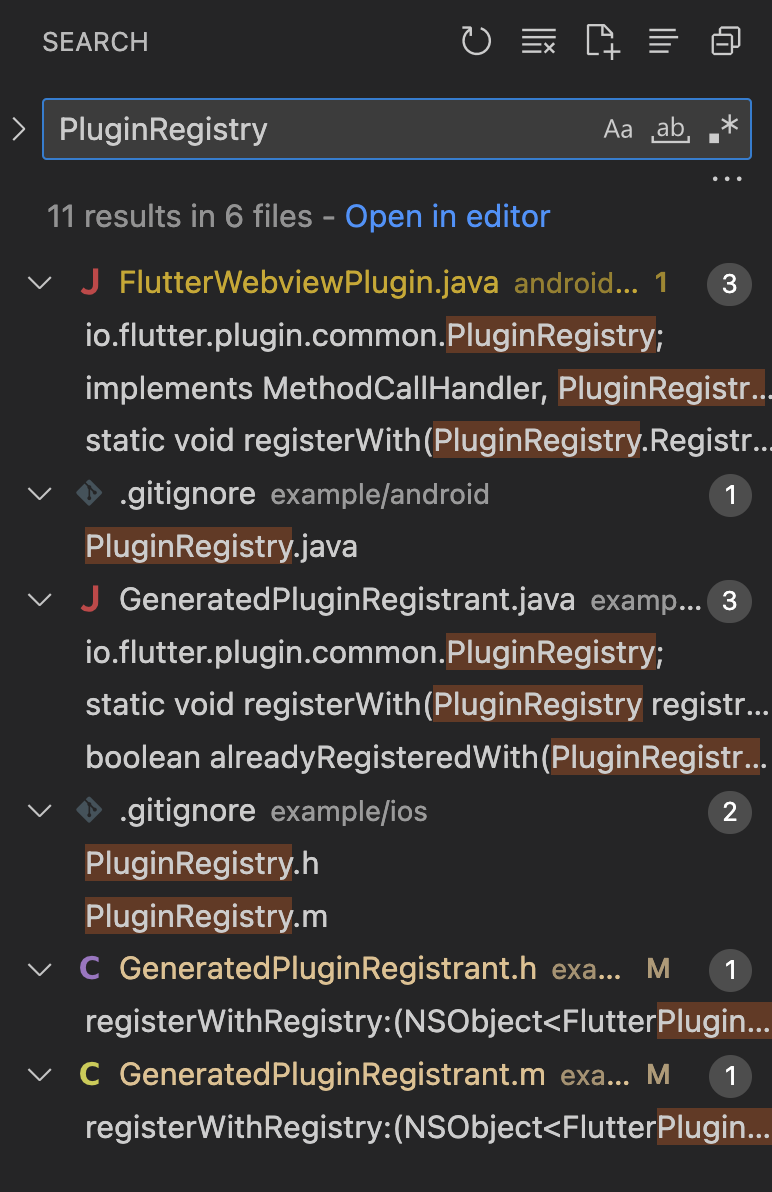 SEARCH
PluginRegistry Aa ab .*
...
11 results in 6 files - Open in editor
J FlutterWebviewPlugin.java android... 1 3
io.flutter.plugin.common.PluginRegistry;
implements MethodCallHandler, PluginRegistr...
static void registerWith(PluginRegistry.Registr...
.gitignore example/android 1
PluginRegistry.java
J GeneratedPluginRegistrant.java examp... 3
io.flutter.plugin.common.PluginRegistry;
static void registerWith(PluginRegistry registr...
boolean alreadyRegisteredWith(PluginRegistr...
.gitignore example/ios 2
PluginRegistry.h
PluginRegistry.m
C GeneratedPluginRegistrant.h exa... M 1
registerWithRegistry:(NSObject<FlutterPlugin...
C GeneratedPluginRegistrant.m exa... M 1
registerWithRegistry:(NSObject<FlutterPlugin...